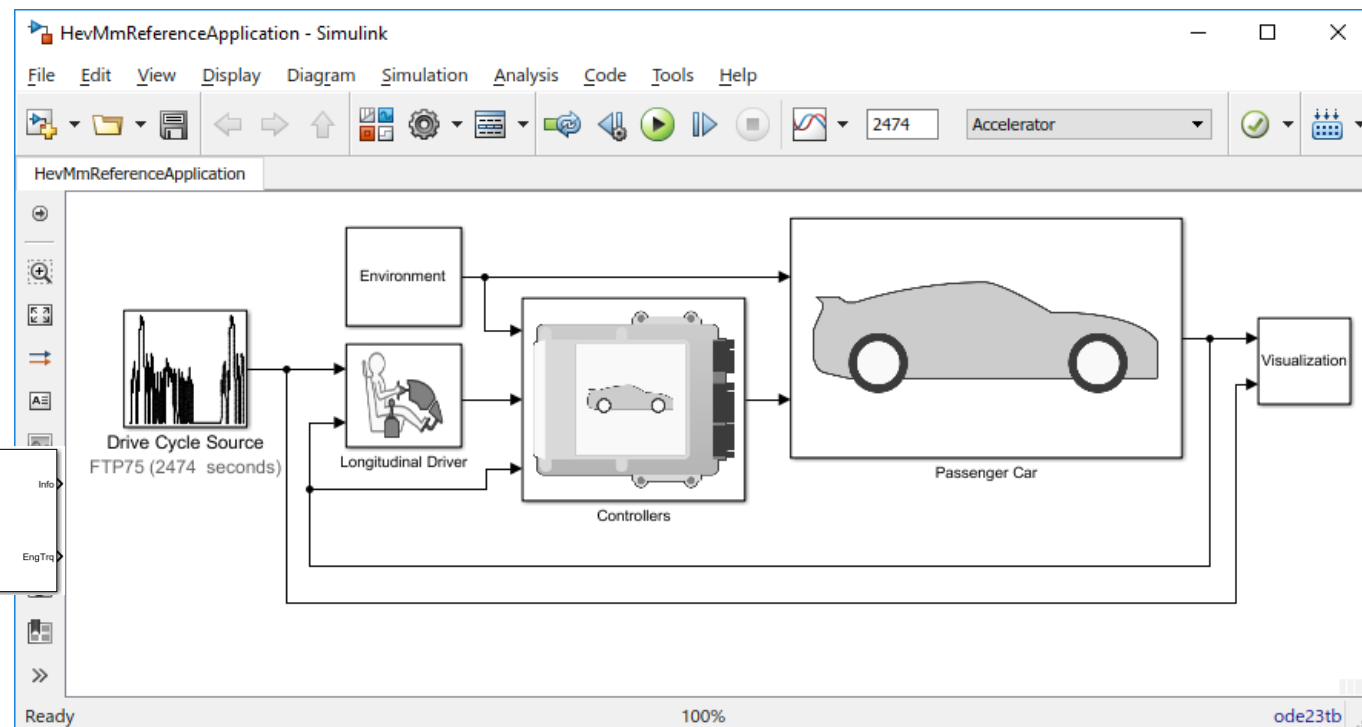 HevMmReferenceApplication - Simulink
File Edit View Display Diagram Simulation Analysis Code Tools Help
2474 Accelerator
HevMmReferenceApplication
Environment
Visualization
Drive Cycle Source
FTP75 (2474 seconds)
Longitudinal Driver
Passenger Car
Controllers
Info
EngTrq
Ready 100% ode23tb